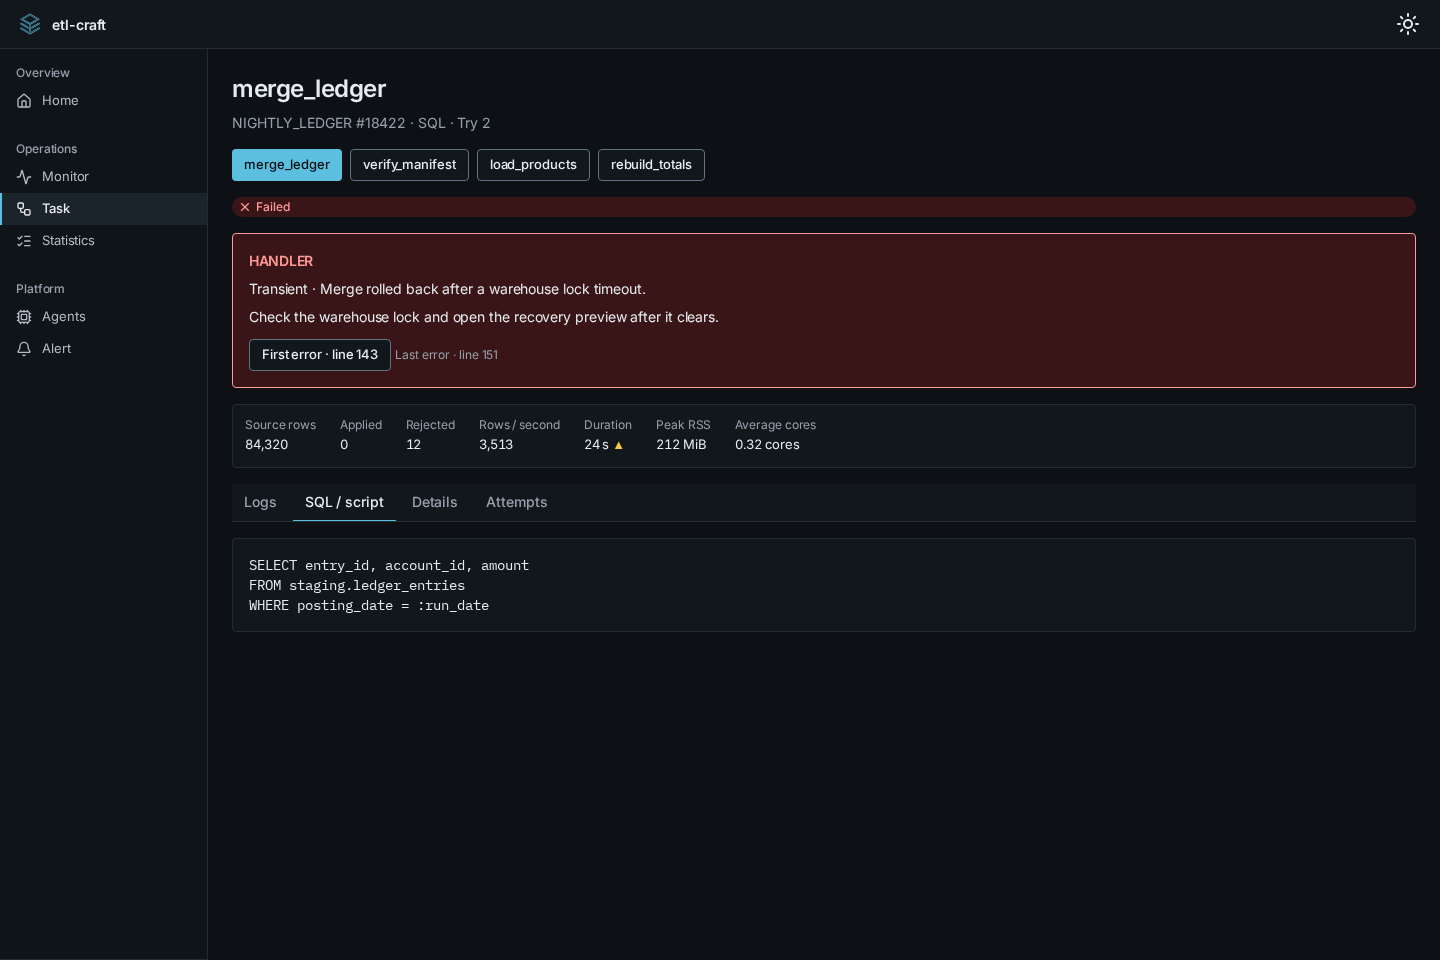 etl-craft
Overview
Home
Operations
Monitor
Task
Statistics
Platform
Agents
Alert
merge_ledger
NIGHTLY_LEDGER #18422 · SQL · Try 2
merge_ledger verify_manifest load_products rebuild_totals
Failed
HANDLER
Transient · Merge rolled back after a warehouse lock timeout.
Check the warehouse lock and open the recovery preview after it clears.
First error · line 143 Last error · line 151
Source rows Applied Rejected Rows / second Duration Peak RSS Average cores
84,320 0 12 3,513 24 s ▲ 212 MiB 0.32 cores
Logs SQL / script Details Attempts
SELECT entry_id, account_id, amount
FROM staging.ledger_entries
WHERE posting_date = :run_date